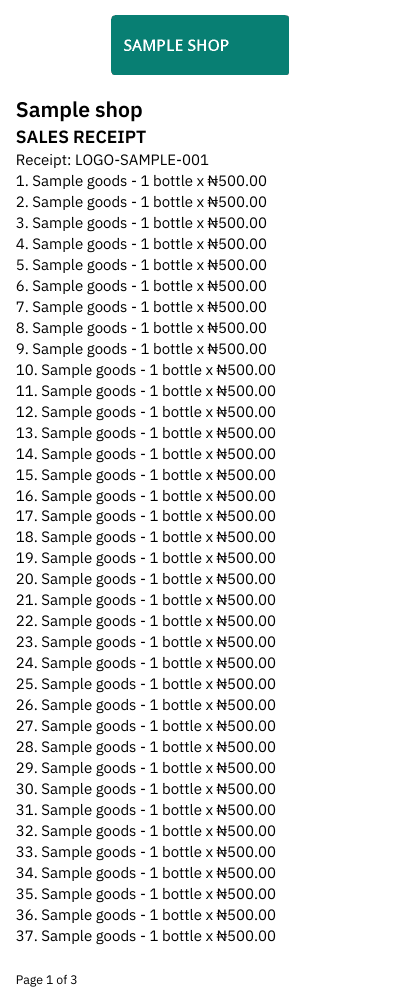 SAMPLE SHOP
Sample shop
SALES RECEIPT
Receipt: LOGO-SAMPLE-001
1. Sample goods - 1 bottle x ₦500.00
2. Sample goods - 1 bottle x ₦500.00
3. Sample goods - 1 bottle x ₦500.00
4. Sample goods - 1 bottle x ₦500.00
5. Sample goods - 1 bottle x ₦500.00
6. Sample goods - 1 bottle x ₦500.00
7. Sample goods - 1 bottle x ₦500.00
8. Sample goods - 1 bottle x ₦500.00
9. Sample goods - 1 bottle x ₦500.00
10. Sample goods - 1 bottle x ₦500.00
11. Sample goods - 1 bottle x ₦500.00
12. Sample goods - 1 bottle x ₦500.00
13. Sample goods - 1 bottle x ₦500.00
14. Sample goods - 1 bottle x ₦500.00
15. Sample goods - 1 bottle x ₦500.00
16. Sample goods - 1 bottle x ₦500.00
17. Sample goods - 1 bottle x ₦500.00
18. Sample goods - 1 bottle x ₦500.00
19. Sample goods - 1 bottle x ₦500.00
20. Sample goods - 1 bottle x ₦500.00
21. Sample goods - 1 bottle x ₦500.00
22. Sample goods - 1 bottle x ₦500.00
23. Sample goods - 1 bottle x ₦500.00
24. Sample goods - 1 bottle x ₦500.00
25. Sample goods - 1 bottle x ₦500.00
26. Sample goods - 1 bottle x ₦500.00
27. Sample goods - 1 bottle x ₦500.00
28. Sample goods - 1 bottle x ₦500.00
29. Sample goods - 1 bottle x ₦500.00
30. Sample goods - 1 bottle x ₦500.00
31. Sample goods - 1 bottle x ₦500.00
32. Sample goods - 1 bottle x ₦500.00
33. Sample goods - 1 bottle x ₦500.00
34. Sample goods - 1 bottle x ₦500.00
35. Sample goods - 1 bottle x ₦500.00
36. Sample goods - 1 bottle x ₦500.00
37. Sample goods - 1 bottle x ₦500.00
Page 1 of 3